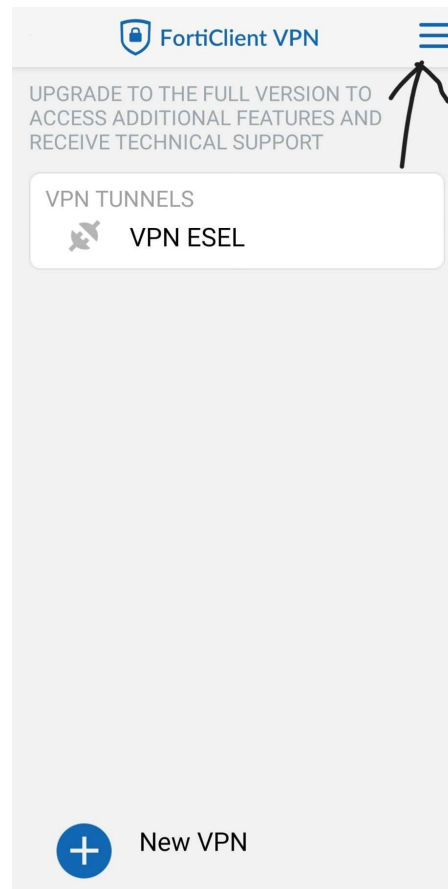 FortiClient VPN
UPGRADE TO THE FULL VERSION TO
ACCESS ADDITIONAL FEATURES AND
RECEIVE TECHNICAL SUPPORT
VPN TUNNELS
VPN ESEL
New VPN